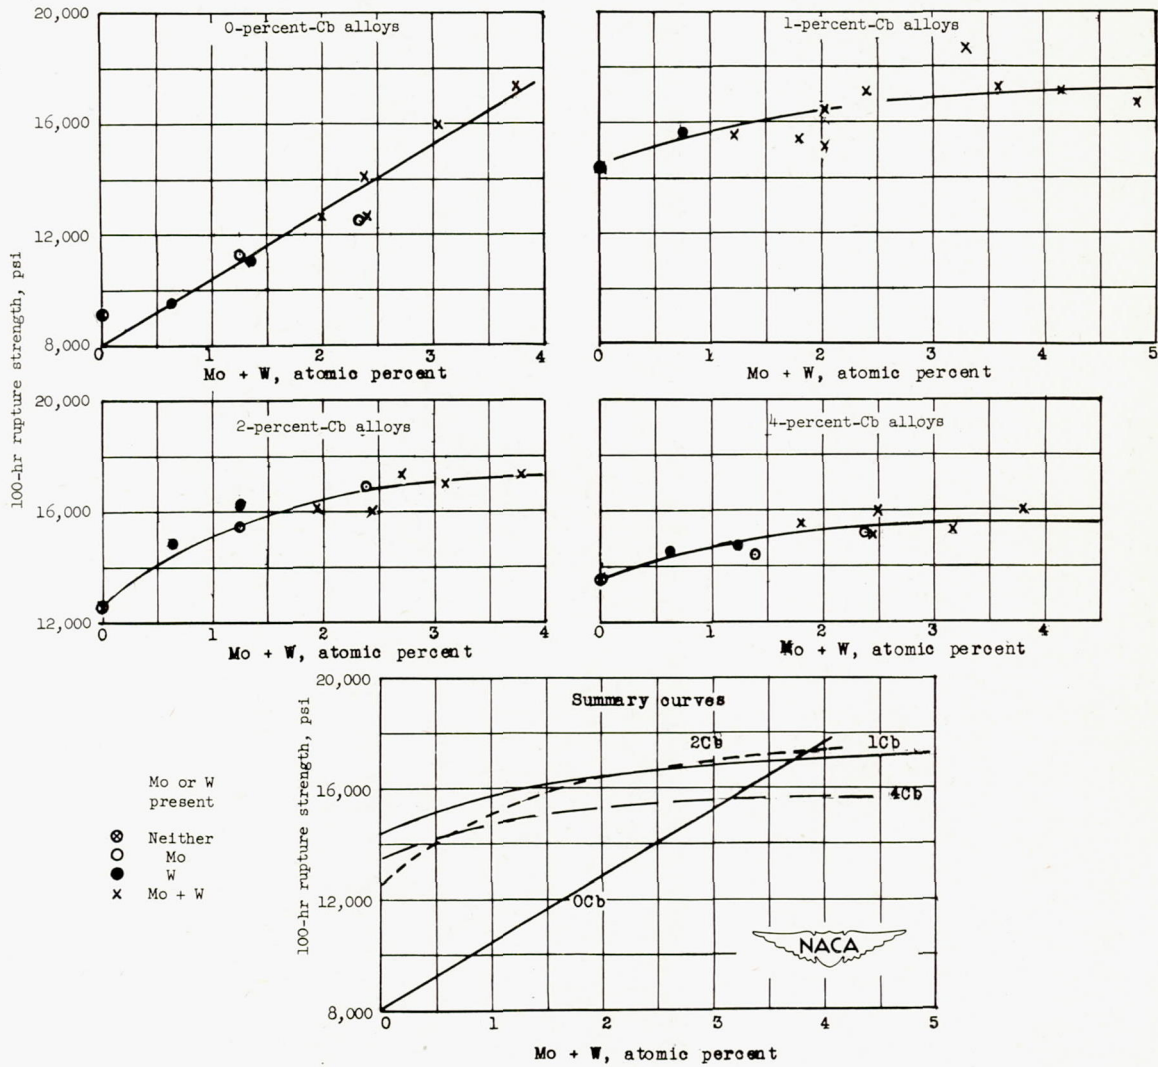 20,000
0-percent-Cb alloys
16,000
12,000
8,000
0 1 2 3 4
Mo + W, atomic percent
1-percent-Cb alloys
0 1 2 3 4 5
Mo + W, atomic percent
100-hr rupture strength, psi
20,000
2-percent-Cb alloys
16,000
12,000
0 1 2 3 4
Mo + W, atomic percent
4-percent-Cb alloys
0 1 2 3 4
Mo + W, atomic percent
20,000
Summary curves
2Cb
1Cb
16,000
4Cb
12,000
0Cb
8,000
0 1 2 3 4 5
Mo + W, atomic percent
100-hr rupture strength, psi
NACA
Mo or W
present
Neither
Mo
W
Mo + W